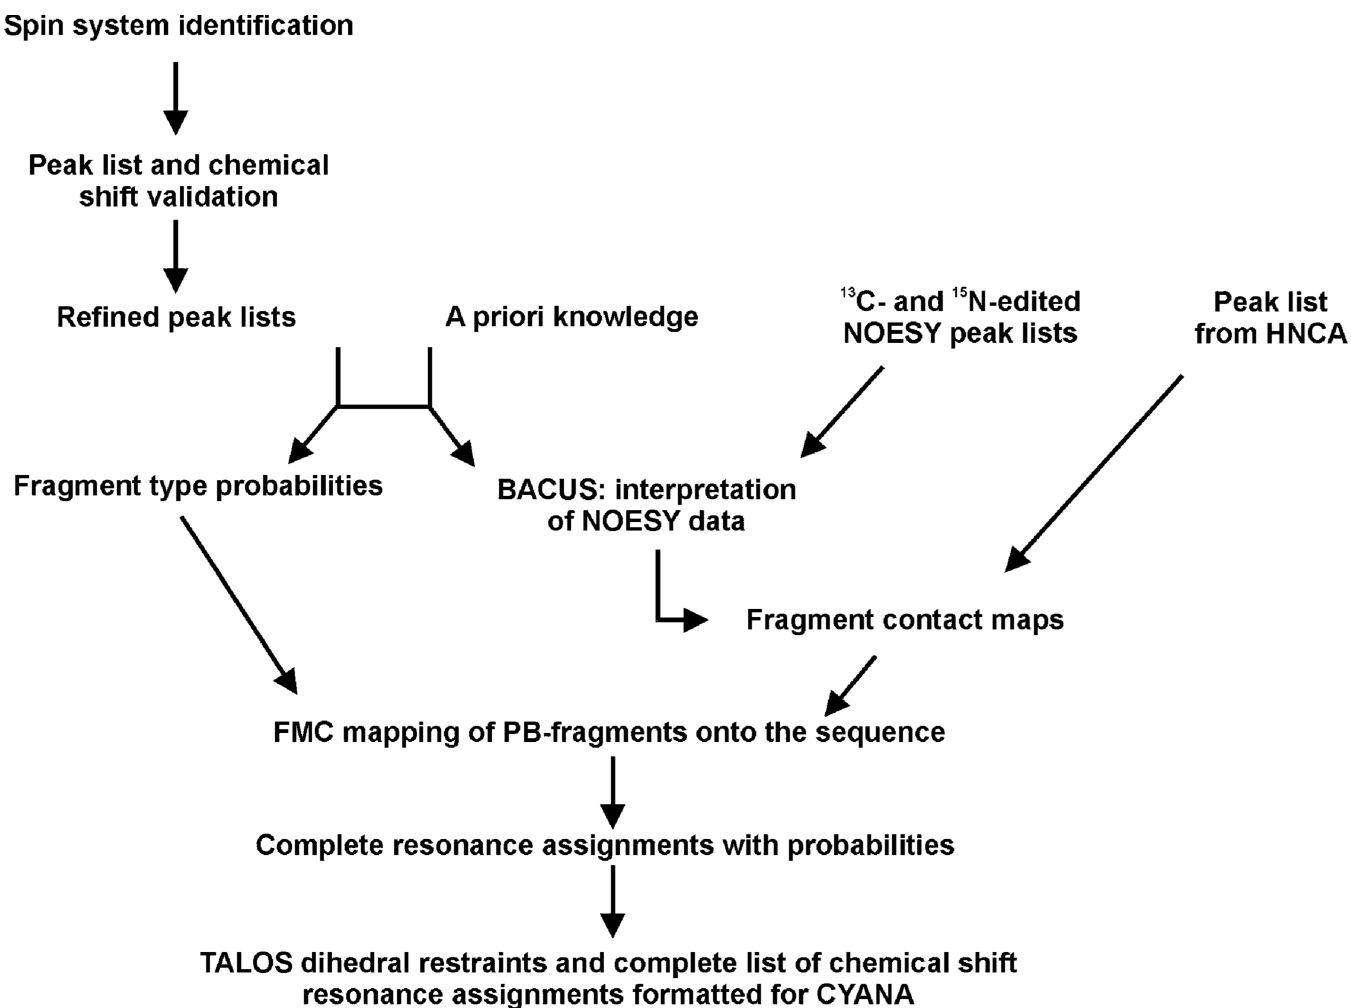 Spin system identification
Peak list and chemical
shift validation
Refined peak lists
A priori knowledge
¹³C- and ¹⁵N-edited
NOESY peak lists
Peak list
from HNCA
Fragment type probabilities
BACUS: interpretation
of NOESY data
Fragment contact maps
FMC mapping of PB-fragments onto the sequence
Complete resonance assignments with probabilities
TALOS dihedral restraints and complete list of chemical shift
resonance assignments formatted for CYANA